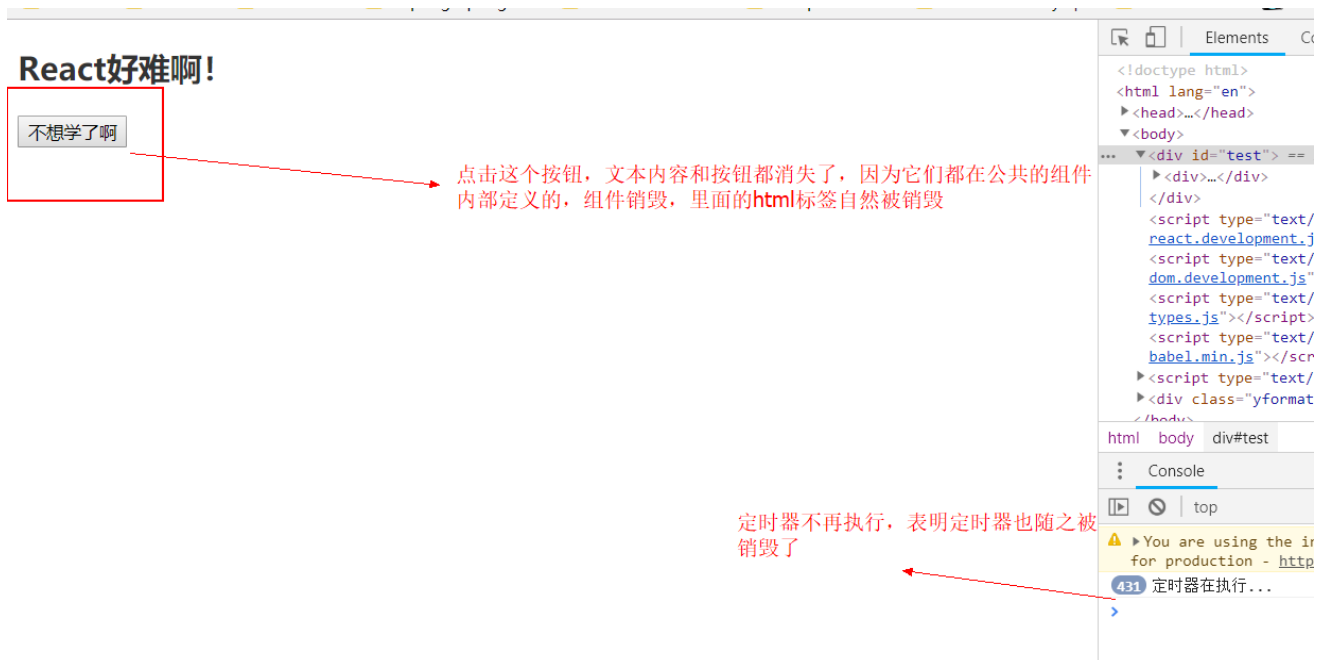 React好难啊!
不想学了啊
点击这个按钮，文本内容和按钮都消失了，因为它们都在公共的组件
内部定义的，组件销毁，里面的html标签自然被销毁
定时器不再执行，表明定时器也随之被
销毁了
Elements
<!doctype html>
<html lang="en">
▶<head>…</head>
▼<body>
••• ▼<div id="test"> ==
▶<div>…</div>
</div>
<script type="text/
react.development.j
<script type="text/
dom.development.js"
<script type="text/
types.js"></script>
<script type="text/
babel.min.js"></scr
▶<script type="text/
▶<div class="yformat
</body>
html body div#test
Console
top
▶You are using the in
for production - http
431 定时器在执行...
>